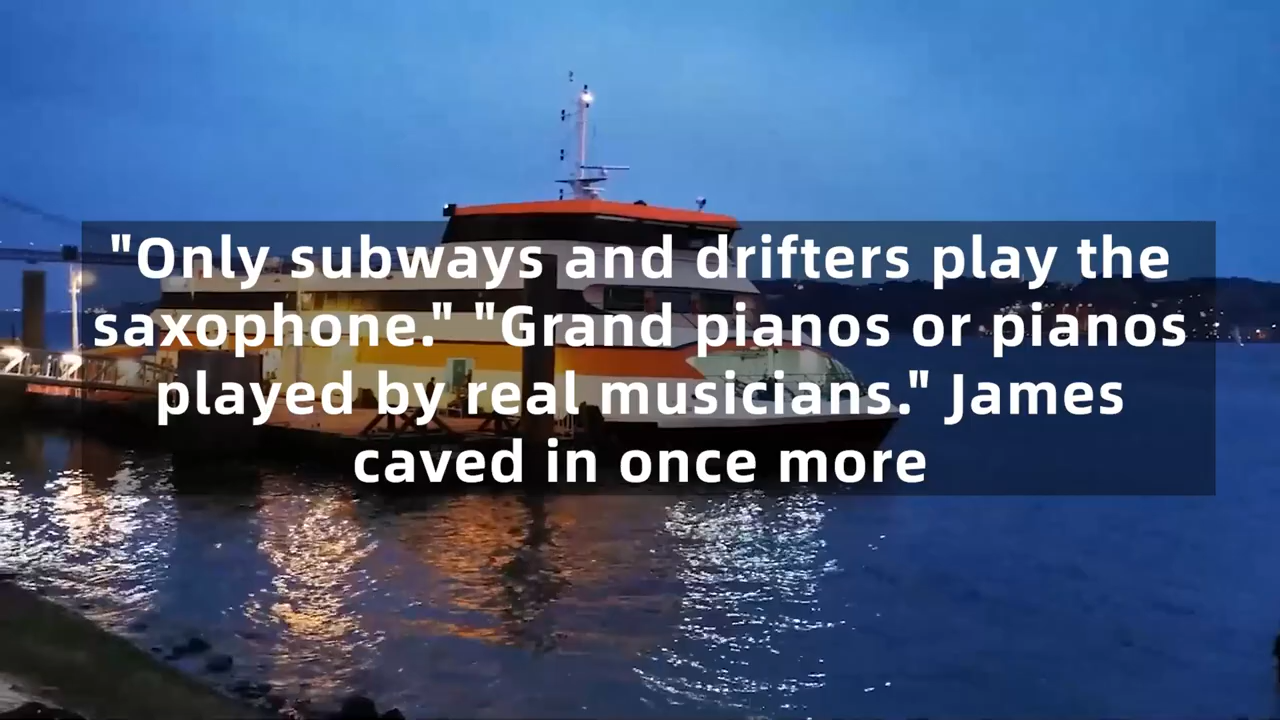 "Only subways and drifters play the
saxophone." "Grand pianos or pianos
played by real musicians." James
caved in once more